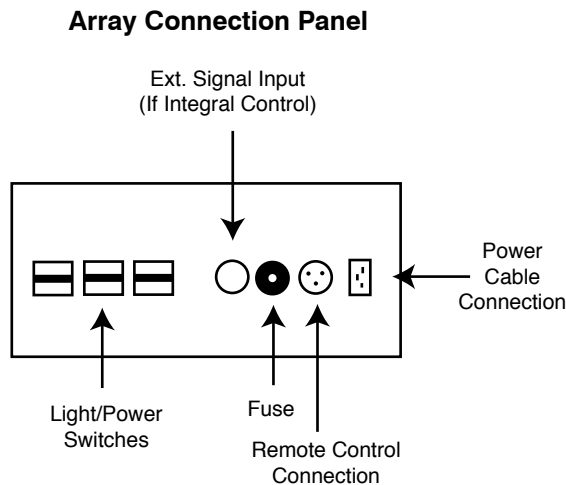 Array Connection Panel
Ext. Signal Input
(If Integral Control)
Power
Cable
Connection
Light/Power
Switches
Fuse
Remote Control
Connection